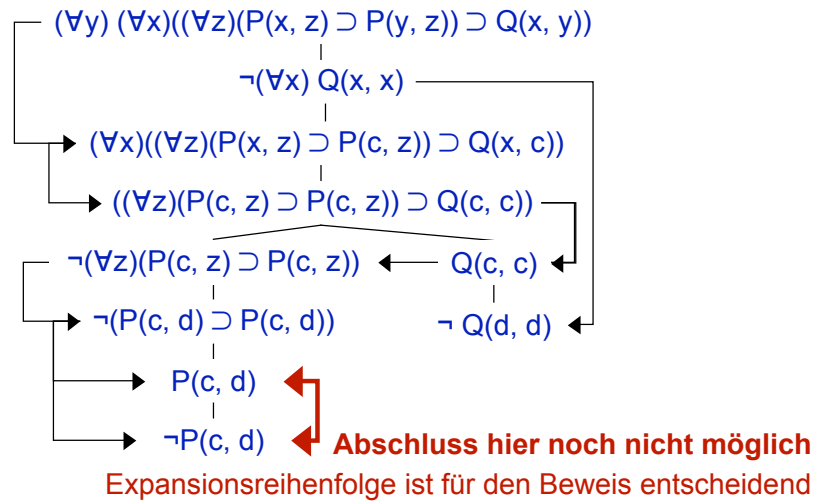 (∀y) (∀x)((∀z)(P(x, z) ⊃ P(y, z)) ⊃ Q(x, y))
¬(∀x) Q(x, x)
(∀x)((∀z)(P(x, z) ⊃ P(c, z)) ⊃ Q(x, c))
((∀z)(P(c, z) ⊃ P(c, z)) ⊃ Q(c, c))
¬(∀z)(P(c, z) ⊃ P(c, z)) Q(c, c)
¬(P(c, d) ⊃ P(c, d)) ¬ Q(d, d)
P(c, d)
¬P(c, d) Abschluss hier noch nicht möglich
Expansionsreihenfolge ist für den Beweis entscheidend